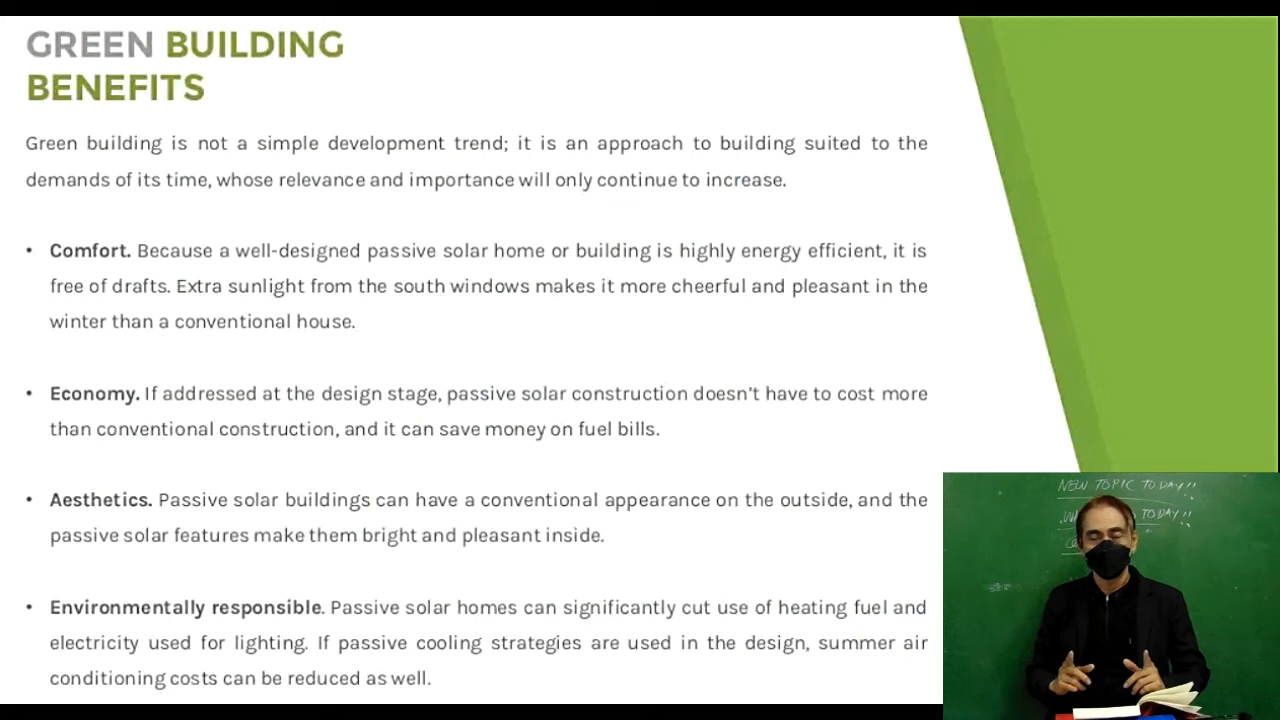 GREEN BUILDING
BENEFITS
Green building is not a simple development trend; it is an approach to building suited to the
demands of its time, whose relevance and importance will only continue to increase.
• Comfort. Because a well-designed passive solar home or building is highly energy efficient, it is
free of drafts. Extra sunlight from the south windows makes it more cheerful and pleasant in the
winter than a conventional house.
• Economy. If addressed at the design stage, passive solar construction doesn't have to cost more
than conventional construction, and it can save money on fuel bills.
• Aesthetics. Passive solar buildings can have a conventional appearance on the outside, and the
passive solar features make them bright and pleasant inside.
• Environmentally responsible. Passive solar homes can significantly cut use of heating fuel and
electricity used for lighting. If passive cooling strategies are used in the design, summer air
conditioning costs can be reduced as well.
NEW TOPIC TODAY!!
TODAY!!